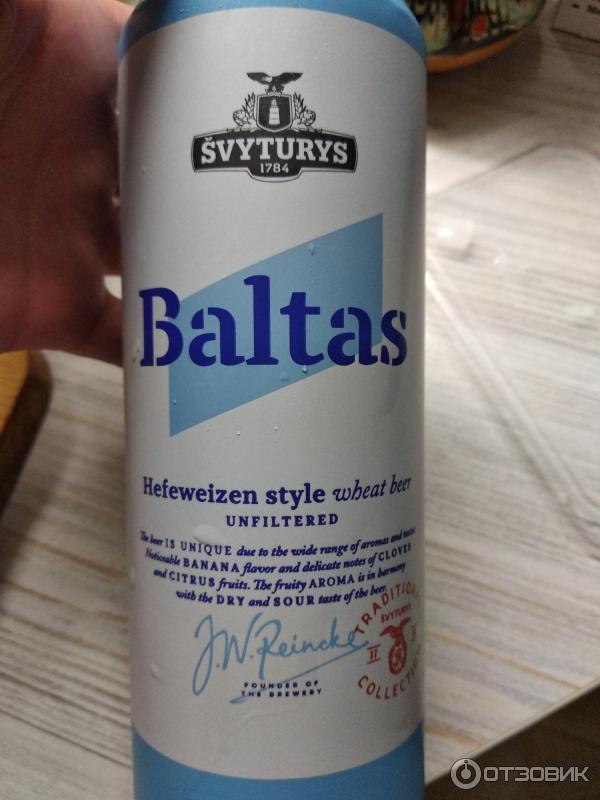 ŠVYTURYS
1784
Baltas
Hefeweizen style wheat beer
UNFILTERED
The beer IS UNIQUE due to the wide range of aromas and tastes
Noticeable BANANA flavor and delicate notes of CLOVES
and CITRUS fruits. The fruity AROMA is in harmony
with the DRY and SOUR taste of the beer.
J.W. Reincke
FOUNDER OF
THE BREWERY
TRADITIONAL
ŠVYTURYS
17
COLLECTION
ОТЗОВИК